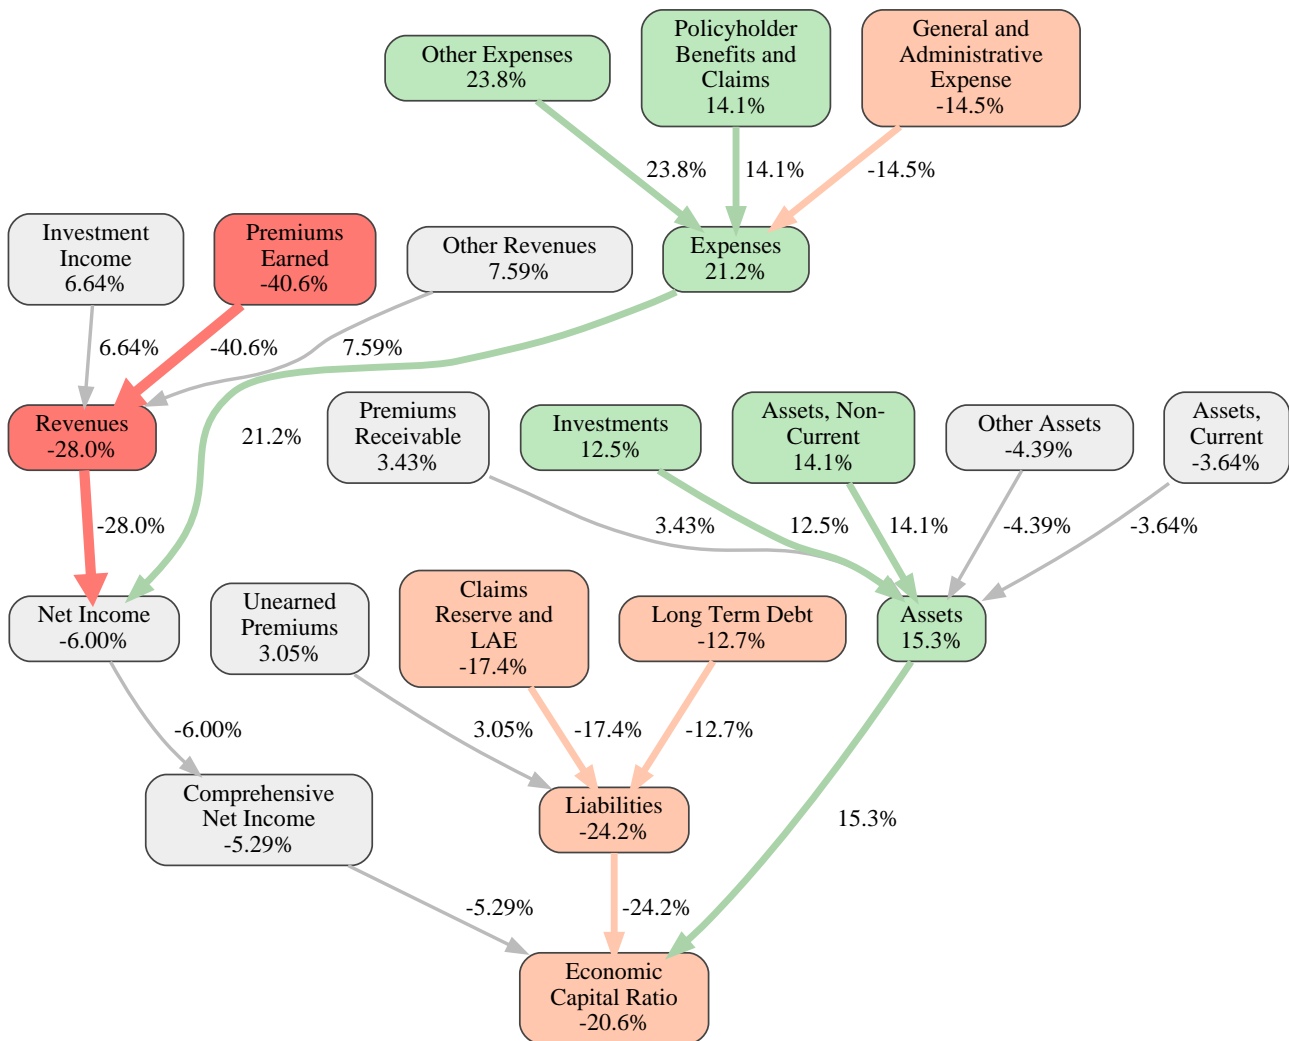 Other Expenses
23.8%
Policyholder
Benefits and
Claims
14.1%
General and
Administrative
Expense
-14.5%
23.8%
14.1%
-14.5%
Investment
Income
6.64%
Premiums
Earned
-40.6%
Other Revenues
7.59%
Expenses
21.2%
6.64%
-40.6%
7.59%
Revenues
-28.0%
21.2%
Premiums
Receivable
3.43%
Investments
12.5%
Assets, Non-
Current
14.1%
Other Assets
-4.39%
Assets,
Current
-3.64%
-28.0%
3.43%
12.5%
14.1%
-4.39%
-3.64%
Net Income
-6.00%
Unearned
Premiums
3.05%
Claims
Reserve and
LAE
-17.4%
Long Term Debt
-12.7%
Assets
15.3%
-6.00%
3.05%
-17.4%
-12.7%
Comprehensive
Net Income
-5.29%
Liabilities
-24.2%
15.3%
-5.29%
-24.2%
Economic
Capital Ratio
-20.6%